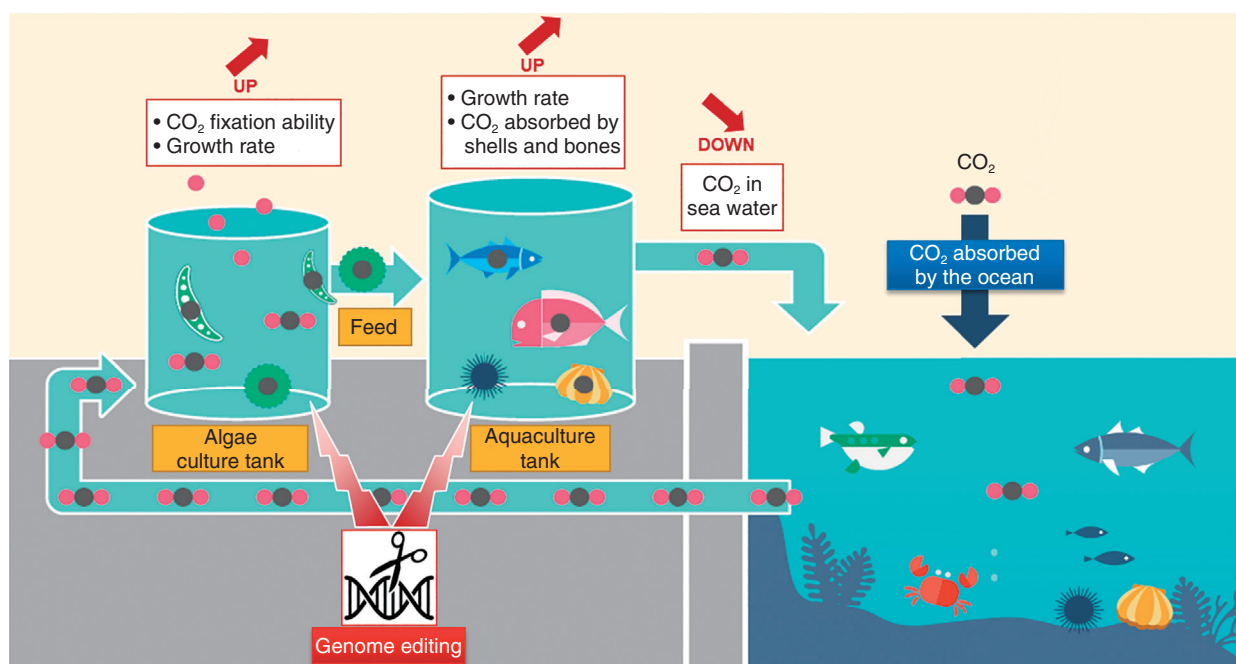 UP
• CO₂ fixation ability
• Growth rate
UP
• Growth rate
• CO₂ absorbed by
shells and bones
DOWN
CO₂ in
sea water
CO₂
CO₂ absorbed
by the ocean
Feed
Algae
culture tank
Aquaculture
tank
Genome editing